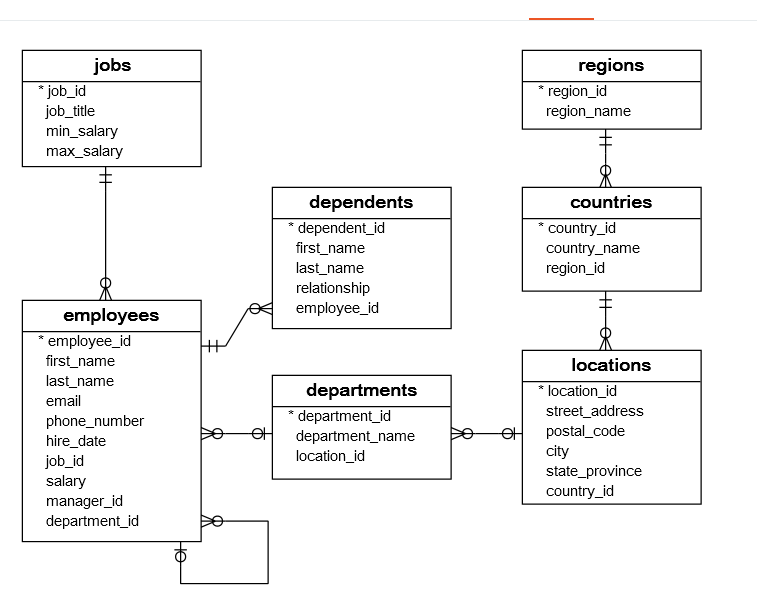 jobs
* job_id
job_title
min_salary
max_salary
regions
* region_id
region_name
dependents
* dependent_id
first_name
last_name
relationship
employee_id
countries
* country_id
country_name
region_id
employees
* employee_id
first_name
last_name
email
phone_number
hire_date
job_id
salary
manager_id
department_id
departments
* department_id
department_name
location_id
locations
* location_id
street_address
postal_code
city
state_province
country_id